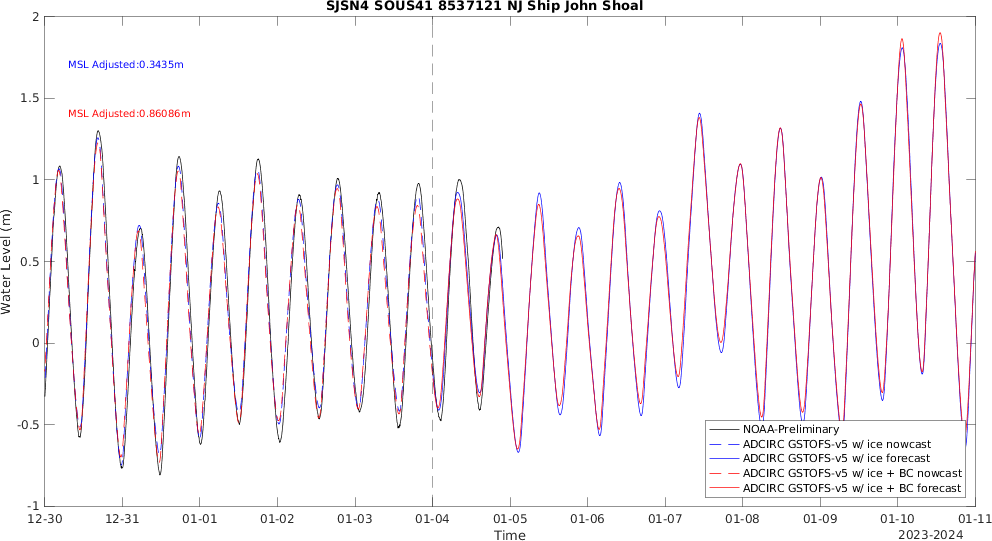 SJSN4 SOUS41 8537121 NJ Ship John Shoal
MSL Adjusted:0.3435m
MSL Adjusted:0.86086m
Water Level (m)
2
1.5
1
0.5
0
-0.5
-1
NOAA-Preliminary
ADCIRC GSTOFS-v5 w/ ice nowcast
ADCIRC GSTOFS-v5 w/ ice forecast
ADCIRC GSTOFS-v5 w/ ice + BC nowcast
ADCIRC GSTOFS-v5 w/ ice + BC forecast
12-30 12-31 01-01 01-02 01-03 01-04 01-05 01-06 01-07 01-08 01-09 01-10 01-11
Time
2023-2024